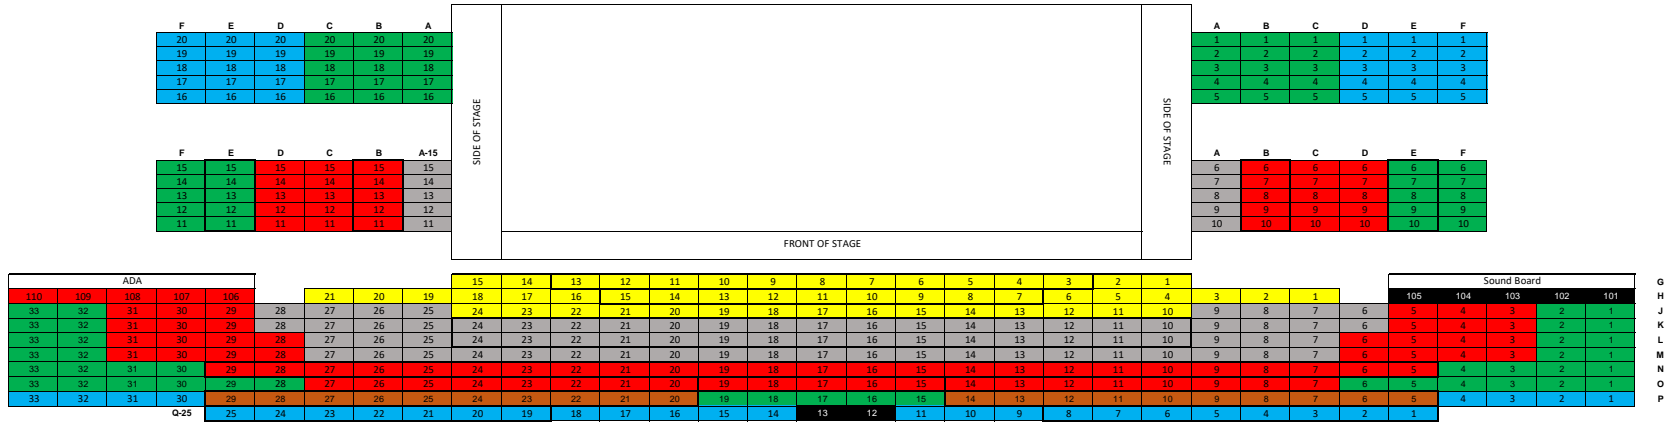 F E D C B A A B C D E F
20 20 20 20 20 20 1 1 1 1 1 1
19 19 19 19 19 19 2 2 2 2 2 2
18 18 18 18 18 18 3 3 3 3 3 3
17 17 17 17 17 17 4 4 4 4 4 4
16 16 16 16 16 16 5 5 5 5 5 5
SIDE OF STAGE
SIDE OF STAGE
F E D C B A-15 A B C D E F
15 15 15 15 15 15 6 6 6 6 6 6
14 14 14 14 14 14 7 7 7 7 7 7
13 13 13 13 13 13 8 8 8 8 8 8
12 12 12 12 12 12 9 9 9 9 9 9
11 11 11 11 11 11 10 10 10 10 10 10
FRONT OF STAGE
ADA 15 14 13 12 11 10 9 8 7 6 5 4 3 2 1 Sound Board G
110 109 108 107 106 21 20 19 18 17 16 15 14 13 12 11 10 9 8 7 6 5 4 3 2 1 105 104 103 102 101 H
33 32 31 30 29 28 27 26 25 24 23 22 21 20 19 18 17 16 15 14 13 12 11 10 9 8 7 6 5 4 3 2 1 J
33 32 31 30 29 28 27 26 25 24 23 22 21 20 19 18 17 16 15 14 13 12 11 10 9 8 7 6 5 4 3 2 1 K
33 32 31 30 29 28 27 26 25 24 23 22 21 20 19 18 17 16 15 14 13 12 11 10 9 8 7 6 5 4 3 2 1 L
33 32 31 30 29 28 27 26 25 24 23 22 21 20 19 18 17 16 15 14 13 12 11 10 9 8 7 6 5 4 3 2 1 M
33 32 31 30 29 28 27 26 25 24 23 22 21 20 19 18 17 16 15 14 13 12 11 10 9 8 7 6 5 4 3 2 1 N
33 32 31 30 29 28 27 26 25 24 23 22 21 20 19 18 17 16 15 14 13 12 11 10 9 8 7 6 5 4 3 2 1 O
33 32 31 30 29 28 27 26 25 24 23 22 21 20 19 18 17 16 15 14 13 12 11 10 9 8 7 6 5 4 3 2 1 P
Q-25 25 24 23 22 21 20 19 18 17 16 15 14 13 12 11 10 9 8 7 6 5 4 3 2 1